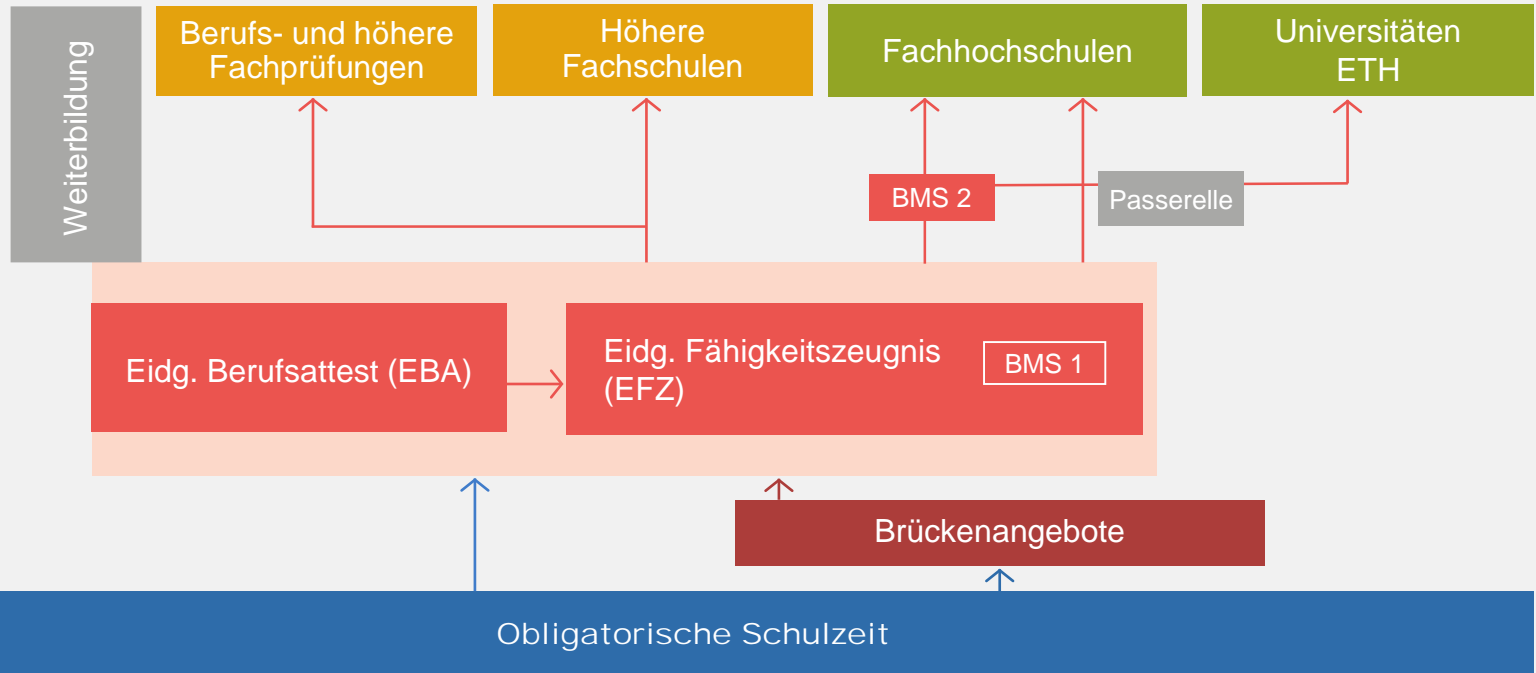 Weiterbildung
Berufs- und höhere
Fachprüfungen
Höhere
Fachschulen
Fachhochschulen
Universitäten
ETH
BMS 2
Passerelle
Eidg. Berufsattest (EBA)
Eidg. Fähigkeitszeugnis
(EFZ)
BMS 1
Brückenangebote
Obligatorische Schulzeit